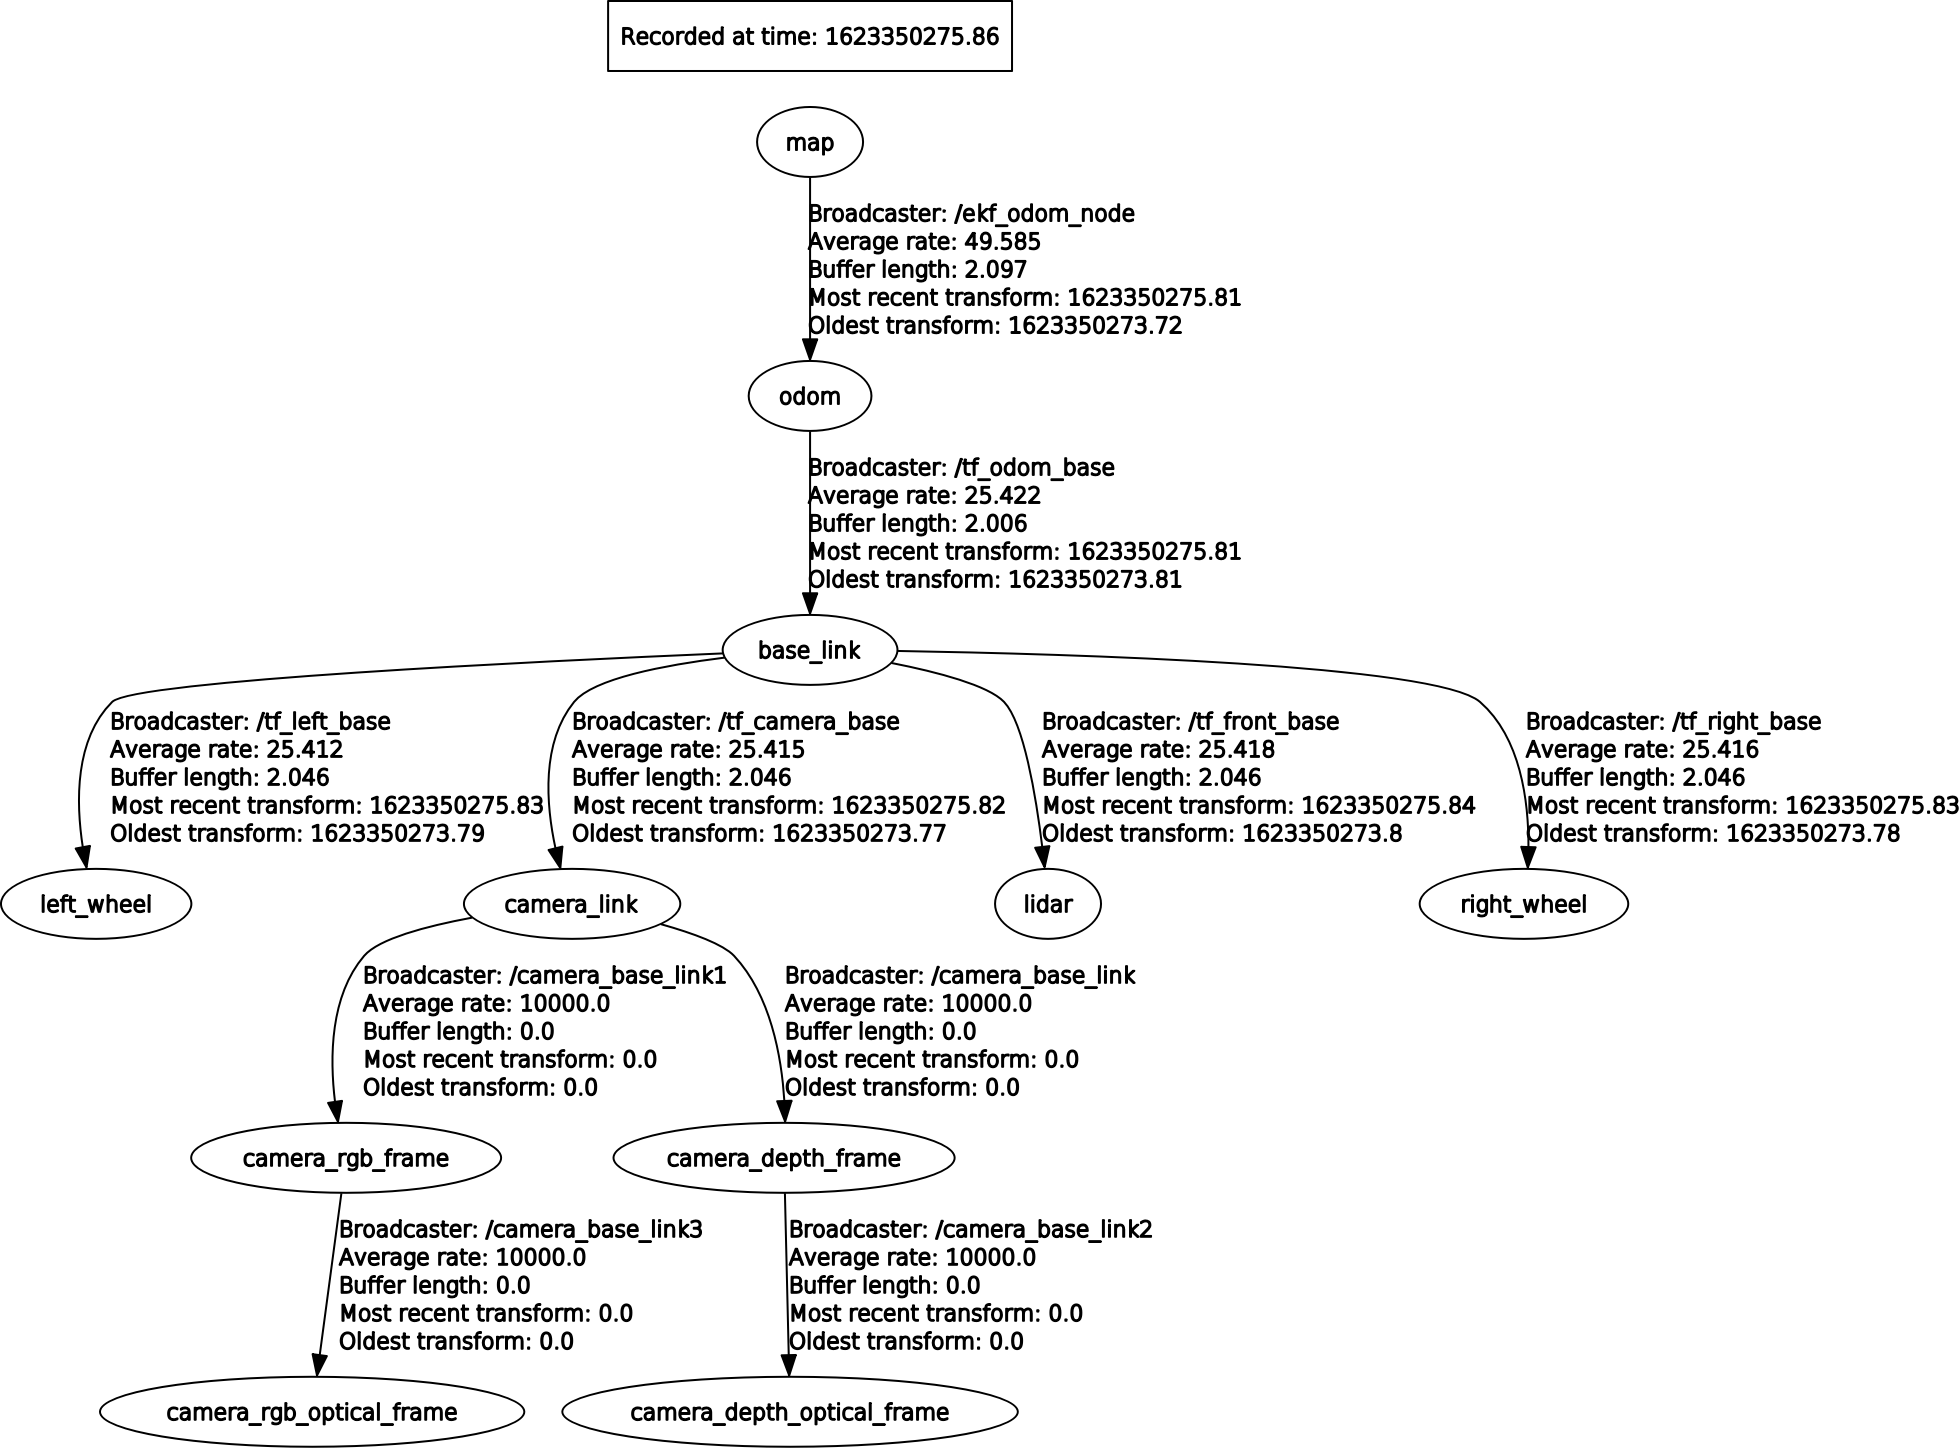 Recorded at time: 1623350275.86
map
Broadcaster: /ekf_odom_node
Average rate: 49.585
Buffer length: 2.097
Most recent transform: 1623350275.81
Oldest transform: 1623350273.72
odom
Broadcaster: /tf_odom_base
Average rate: 25.422
Buffer length: 2.006
Most recent transform: 1623350275.81
Oldest transform: 1623350273.81
base_link
Broadcaster: /tf_left_base
Average rate: 25.412
Buffer length: 2.046
Most recent transform: 1623350275.83
Oldest transform: 1623350273.79
Broadcaster: /tf_camera_base
Average rate: 25.415
Buffer length: 2.046
Most recent transform: 1623350275.82
Oldest transform: 1623350273.77
Broadcaster: /tf_front_base
Average rate: 25.418
Buffer length: 2.046
Most recent transform: 1623350275.84
Oldest transform: 1623350273.8
Broadcaster: /tf_right_base
Average rate: 25.416
Buffer length: 2.046
Most recent transform: 1623350275.83
Oldest transform: 1623350273.78
left_wheel
camera_link
lidar
right_wheel
Broadcaster: /camera_base_link1
Average rate: 10000.0
Buffer length: 0.0
Most recent transform: 0.0
Oldest transform: 0.0
Broadcaster: /camera_base_link
Average rate: 10000.0
Buffer length: 0.0
Most recent transform: 0.0
Oldest transform: 0.0
camera_rgb_frame
camera_depth_frame
Broadcaster: /camera_base_link3
Average rate: 10000.0
Buffer length: 0.0
Most recent transform: 0.0
Oldest transform: 0.0
Broadcaster: /camera_base_link2
Average rate: 10000.0
Buffer length: 0.0
Most recent transform: 0.0
Oldest transform: 0.0
camera_rgb_optical_frame
camera_depth_optical_frame